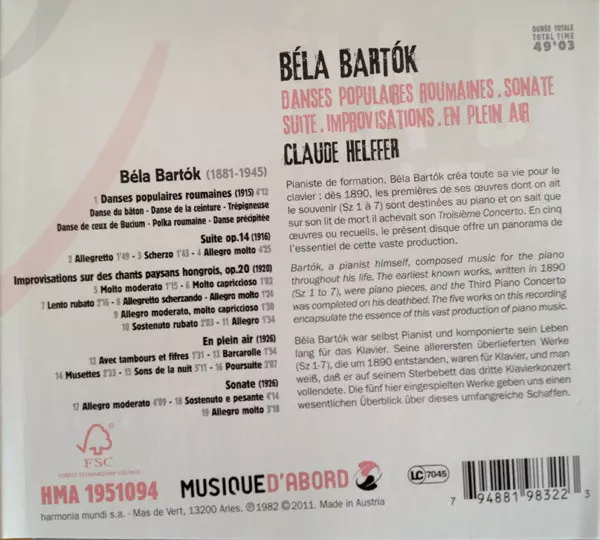 DURÉE TOTALE
TOTAL TIME
49'03
BÉLA BARTÓK
DANSES POPULAIRES ROUMAINES. SONATE
SUITE. IMPROVISATIONS. EN PLEIN AIR
CLAUDE HELFFER
Béla Bartók (1881-1945)
1 Danses populaires roumaines (1915) 4'12
Danse du bâton - Danse de la ceinture - Trépigneuse
Danse de ceux de Bucium - Polka roumaine - Danse précipitée
Suite op.14 (1916)
2 Allegretto 1'49 - 3 Scherzo 1'43 - 4 Allegro molto 4'25
Improvisations sur des chants paysans hongrois, op.20 (1920)
5 Molto moderato 1'15 - 6 Molto capriccioso 1'02
7 Lento rubato 2'16 - 8 Allegretto scherzando - Allegro molto 1'24
9 Allegro moderato, molto capriccioso 1'30
10 Sostenuto rubato 2'03 - 11 Allegro 1'34
En plein air (1926)
12 Avec tambours et fifres 1'31 - 13 Barcarolle 1'54
14 Musettes 2'33 - 15 Sons de la nuit 5'11 - 16 Poursuite 2'07
Sonate (1926)
17 Allegro moderato 4'09 - 18 Sostenuto e pesante 4'14
19 Allegro molto 3'18
Pianiste de formation, Béla Bartók créa toute sa vie pour le
clavier ; dès 1890, les premières de ses œuvres dont on ait
le souvenir (Sz 1 à 7) sont destinées au piano et on sait que
sur son lit de mort il achevait son Troisième Concerto. En cinq
œuvres ou recueils, le présent disque offre un panorama de
l'essentiel de cette vaste production.
Bartók, a pianist himself, composed music for the piano
throughout his life. The earliest known works, written in 1890
(Sz 1 to 7), were piano pieces, and the Third Piano Concerto
was completed on his deathbed. The five works on this recording
encapsulate the essence of this vast production of piano music.
Béla Bartók war selbst Pianist und komponierte sein Leben
lang für das Klavier. Seine allerersten überlieferten Werke
(Sz 1-7), die um 1890 entstanden, waren für Klavier, und man
weiß, daß er auf seinem Sterbebett das dritte Klavierkonzert
vollendete. Die fünf hier eingespielten Werke geben uns einen
wesentlichen Überblick über dieses umfangreiche Schaffen.
FSC
FOREST STEWARDSHIP COUNCIL
HMA 1951094
MUSIQUE D'ABORD
LC 7045
7 94881 98322 3
harmonia mundi s.a. - Mas de Vert, 13200 Arles. ℗ 1982 © 2011. Made in Austria